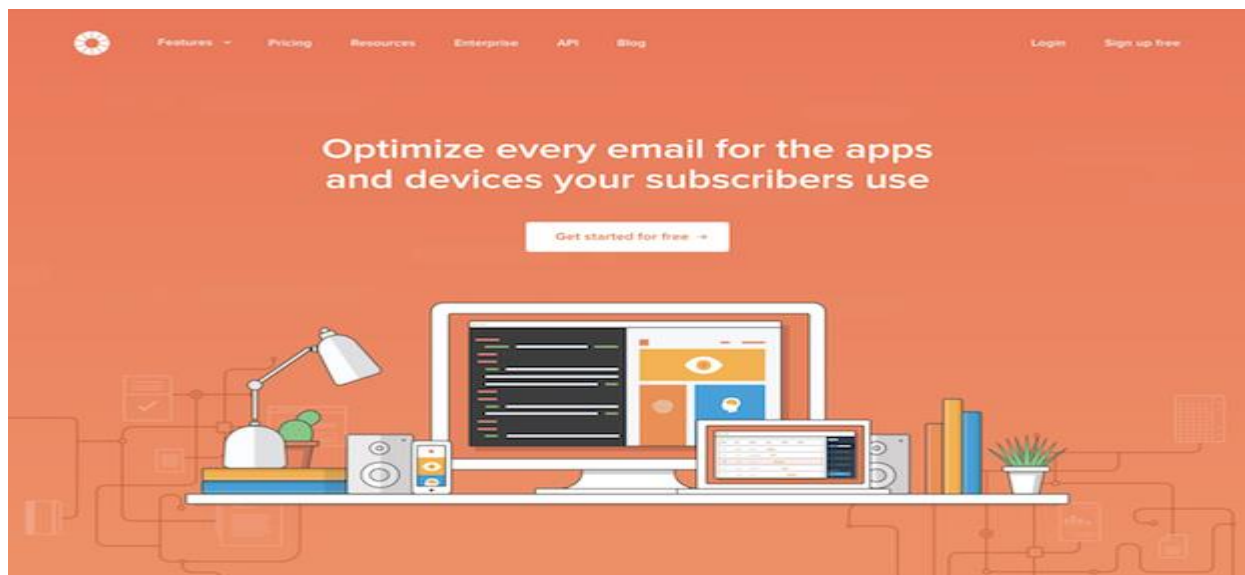 Features Pricing Resources Enterprise API Blog Login Sign up free
Optimize every email for the apps
and devices your subscribers use
Get started for free →